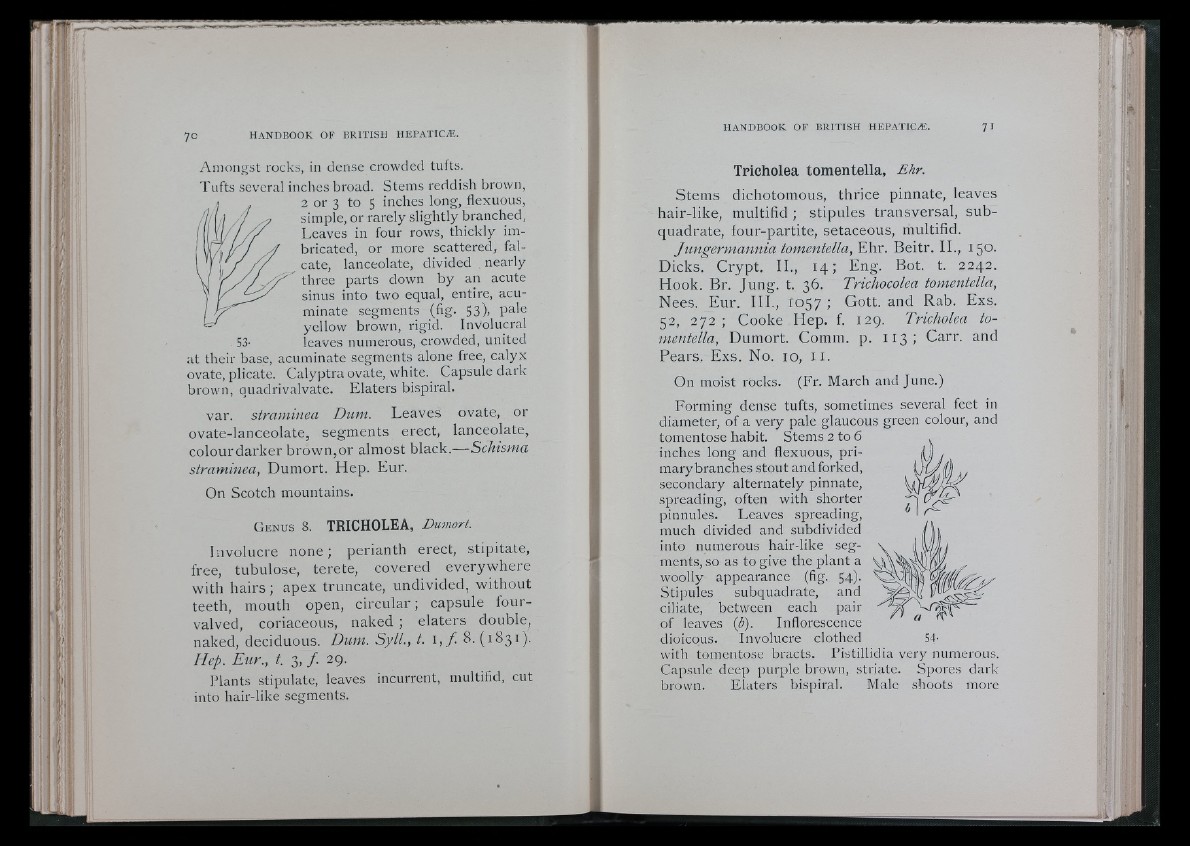 70 HANDBOOK OF BRITISH HEPATICÆ.
Amongst rocks, in dense crowded tufts.
Tufts several inches broad. Stems reddish brown,
2 or 3 to 5 inches long, flexuous,
simple, or rarely slightly branched,
Leaves in four rows, thickly im-
bricated, or more scattered, fal-
cate, lanceolate, divided nearly
three parts down by an acute
sinus into two equal, entire, acu-
minate segments (fig. 53), pale
yellow brown, rigid. Involucral
53.
leaves numerous, crowded, united
at their base, acuminate segments alone free, calyx
ovate, plicate. Calyptra ovate, white. Capsule dark
brown, quadrivalvate. Elaters bispiral.
var. straminea Dum. Leaves ovate, or
ovate-lanceolate, segments erect, lanceolate,
colour darker brown, or almost black.—Schisma
straminea, Dumort. Hep. Eur.
On Scotch mountains.
GENUS 8. TRICHOLEA, Dumort.
Involucre none; perianth erect, stipitate,
free, tubulose, terete, covered everywhere
with hairs; apex truncate, undivided, without
teeth, mouth open, circular; capsule four-
valved, coriaceous, naked; elaters double,
naked, deciduous. Dum. Syll., t. 1, f. 8. (1831).
Hep. Eur., t. 3, f. 29.
Plants stipulate, leaves incurrent, multifid, cut
into hair-like segments.
HANDBOOK OF BRITISH HEPATICÆ. 71
Tricholea tomentella, Ehr.
Stems dichotomous, thrice pinnate, leaves
hair-like, multifid; stipules transversal, sub-
quadrate, four-partite, setaceous, multifid.
Jungermannia tomentella, Ehr. Beitr. II., 150.
Dicks. Crypt. II., 14; Eng. Bot. t. 2242.
Hook. Br. Jung. t. 36. Trichocolea tomentella,
Nees. Eur. III., 1057; Gott. and Rab. Exs.
52, 272; Cooke Hep. f. 129. Tricholea to-
mentella, Dumort. Comm. p. 113; Carr. and
Pears. Exs. No. 10, 11.
On moist rocks. (Fr. March and June.)
Forming dense tufts, sometimes several feet in
diameter, of a very pale glaucous green colour, and
tomentose habit. Stems 2 to 6
inches long and flexuous, pri-
mary branches stout and forked,
secondary alternately pinnate,
spreading, often with shorter
pinnules. Leaves spreading,
much divided and subdivided
into numerous hair-like seg-
ments, so as to give the plant a
woolly appearance (fig. 54).
Stipules subquadrate, and
ciliate, between each pair
of leaves (b). Inflorescence
dioicous. Involucre clothed
b
a
54.
with tomentose bracts. Pistillidia very numerous.
Capsule deep purple brown, striate. Spores dark
brown. Elaters bispiral. Male shoots more